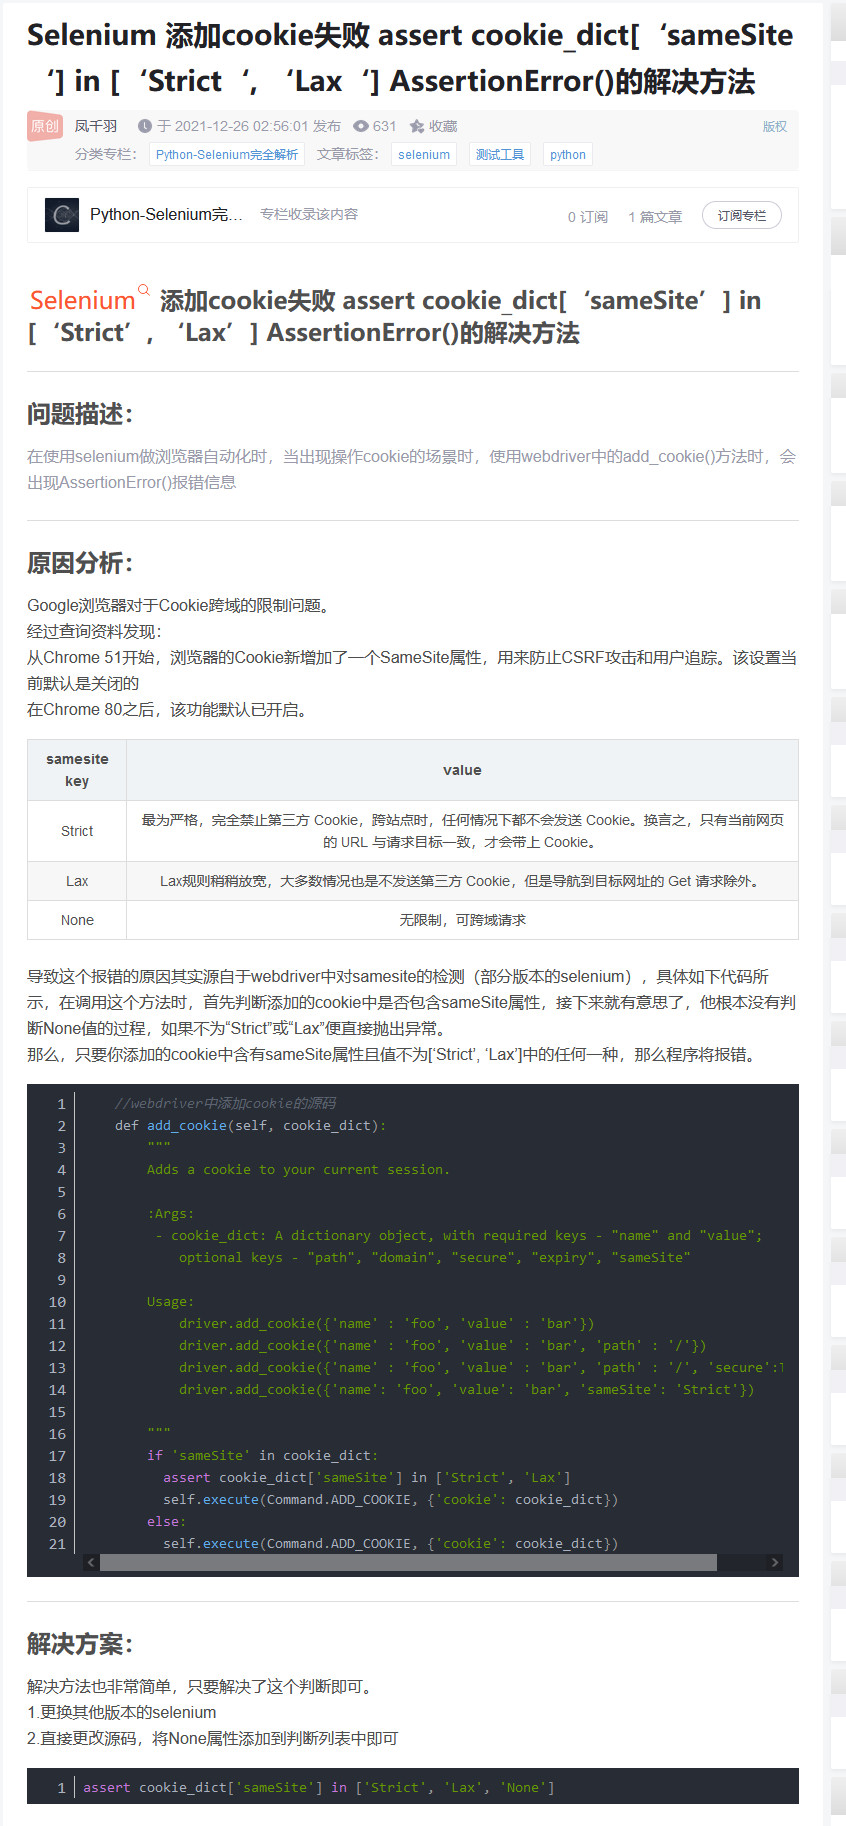 Selenium 添加cookie失败 assert cookie_dict[‘sameSite
‘] in [‘Strict‘, ‘Lax‘] AssertionError()的解决方法
原创 凤千羽 于 2021-12-26 02:56:01 发布 631 收藏 版权
分类专栏： Python-Selenium完全解析 文章标签： selenium 测试工具 python
Python-Selenium完... 专栏收录该内容 0 订阅 1 篇文章 订阅专栏
Selenium 添加cookie失败 assert cookie_dict[‘sameSite’] in
[‘Strict’, ‘Lax’] AssertionError()的解决方法
问题描述：
在使用selenium做浏览器自动化时，当出现操作cookie的场景时，使用webdriver中的add_cookie()方法时，会
出现AssertionError()报错信息
原因分析：
Google浏览器对于Cookie跨域的限制问题。
经过查询资料发现：
从Chrome 51开始，浏览器的Cookie新增加了一个SameSite属性，用来防止CSRF攻击和用户追踪。该设置当
前默认是关闭的
在Chrome 80之后，该功能默认已开启。
samesite
key
value
Strict
最为严格，完全禁止第三方 Cookie，跨站点时，任何情况下都不会发送 Cookie。换言之，只有当前网页
的 URL 与请求目标一致，才会带上 Cookie。
Lax
Lax规则稍稍放宽，大多数情况也是不发送第三方 Cookie，但是导航到目标网址的 Get 请求除外。
None
无限制，可跨域请求
导致这个报错的原因其实源自于webdriver中对samesite的检测（部分版本的selenium），具体如下代码所
示，在调用这个方法时，首先判断添加的cookie中是否包含sameSite属性，接下来就有意思了，他根本没有判
断None值的过程，如果不为“Strict”或“Lax”便直接抛出异常。
那么，只要你添加的cookie中含有sameSite属性且值不为[‘Strict’, ‘Lax’]中的任何一种，那么程序将报错。
1 //webdriver中添加cookie的源码
2 def add_cookie(self, cookie_dict):
3 """
4 Adds a cookie to your current session.
5
6 :Args:
7 - cookie_dict: A dictionary object, with required keys - "name" and "value";
8 optional keys - "path", "domain", "secure", "expiry", "sameSite"
9
10 Usage:
11 driver.add_cookie({'name' : 'foo', 'value' : 'bar'})
12 driver.add_cookie({'name' : 'foo', 'value' : 'bar', 'path' : '/'})
13 driver.add_cookie({'name' : 'foo', 'value' : 'bar', 'path' : '/', 'secure':
14 driver.add_cookie({'name': 'foo', 'value': 'bar', 'sameSite': 'Strict'})
15
16 """
17 if 'sameSite' in cookie_dict:
18 assert cookie_dict['sameSite'] in ['Strict', 'Lax']
19 self.execute(Command.ADD_COOKIE, {'cookie': cookie_dict})
20 else:
21 self.execute(Command.ADD_COOKIE, {'cookie': cookie_dict})
解决方案：
解决方法也非常简单，只要解决了这个判断即可。
1.更换其他版本的selenium
2.直接更改源码，将None属性添加到判断列表中即可
1 assert cookie_dict['sameSite'] in ['Strict', 'Lax', 'None']